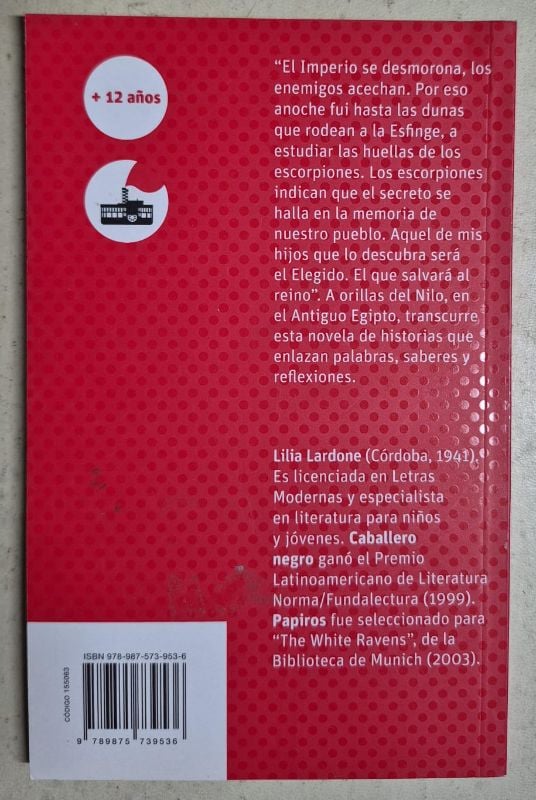 + 12 años
"El Imperio se desmorona, los
enemigos acechan. Por eso
anoche fui hasta las dunas
que rodean a la Esfinge, a
estudiar las huellas de los
escorpiones. Los escorpiones
indican que el secreto se
halla en la memoria de
nuestro pueblo. Aquel de mis
hijos que lo descubra será
el Elegido. El que salvará al
reino". A orillas del Nilo, en
el Antiguo Egipto, transcurre
esta novela de historias que
enlazan palabras, saberes y
reflexiones.
Lilia Lardone (Córdoba, 1941).
Es licenciada en Letras
Modernas y especialista
en literatura para niños
y jóvenes. Caballero
negro ganó el Premio
Latinoamericano de Literatura
Norma/Fundalectura (1999).
Papiros fue seleccionado para
"The White Ravens", de la
Biblioteca de Munich (2003).
CÓDIGO 155063
ISBN 978-987-573-953-6
9 789875 739536